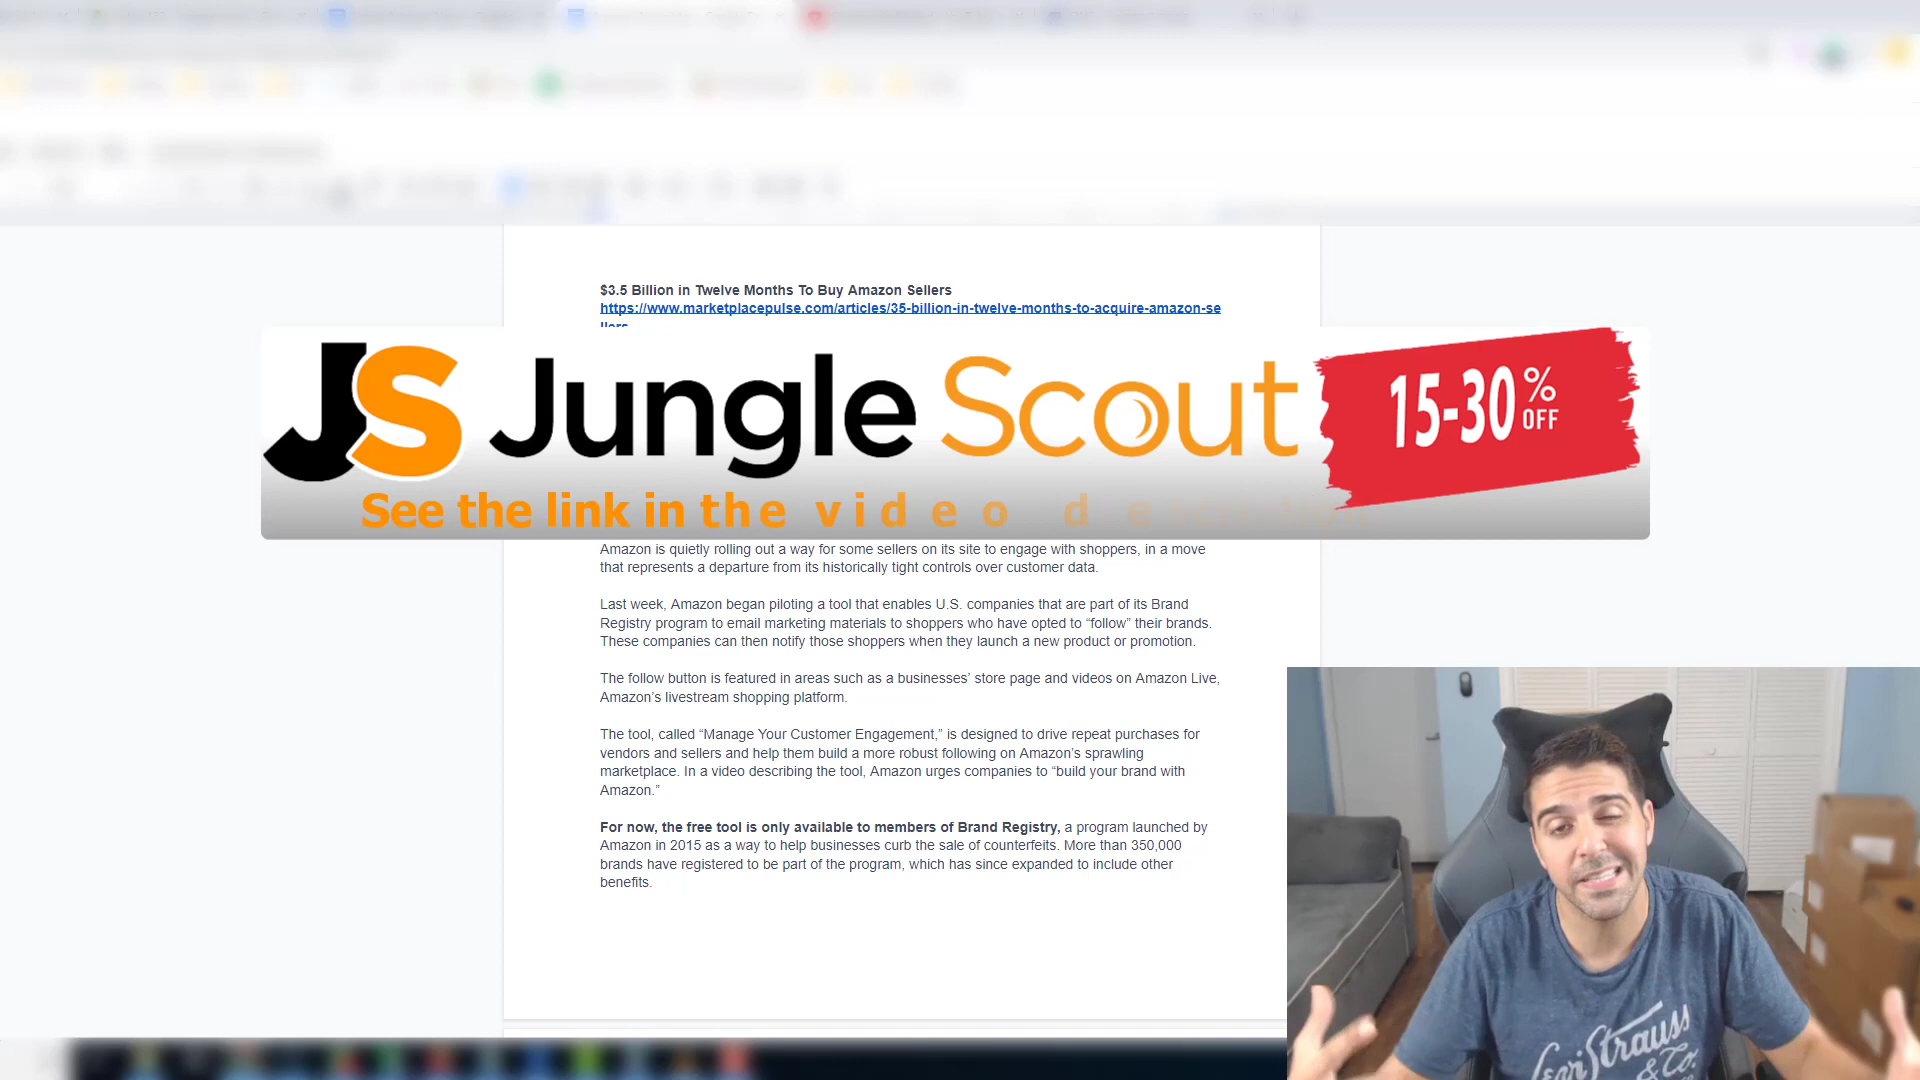 $3.5 Billion in Twelve Months To Buy Amazon Sellers
https://www.marketplacepulse.com/articles/35-billion-in-twelve-months-to-acquire-amazon-se
llers
JS Jungle Scout
15-30% OFF
See the link in the video de
Amazon is quietly rolling out a way for some sellers on its site to engage with shoppers, in a move
that represents a departure from its historically tight controls over customer data.
Last week, Amazon began piloting a tool that enables U.S. companies that are part of its Brand
Registry program to email marketing materials to shoppers who have opted to “follow” their brands.
These companies can then notify those shoppers when they launch a new product or promotion.
The follow button is featured in areas such as a businesses’ store page and videos on Amazon Live,
Amazon’s livestream shopping platform.
The tool, called “Manage Your Customer Engagement,” is designed to drive repeat purchases for
vendors and sellers and help them build a more robust following on Amazon’s sprawling
marketplace. In a video describing the tool, Amazon urges companies to “build your brand with
Amazon.”
For now, the free tool is only available to members of Brand Registry, a program launched by
Amazon in 2015 as a way to help businesses curb the sale of counterfeits. More than 350,000
brands have registered to be part of the program, which has since expanded to include other
benefits.
Levi Strauss
& Co.